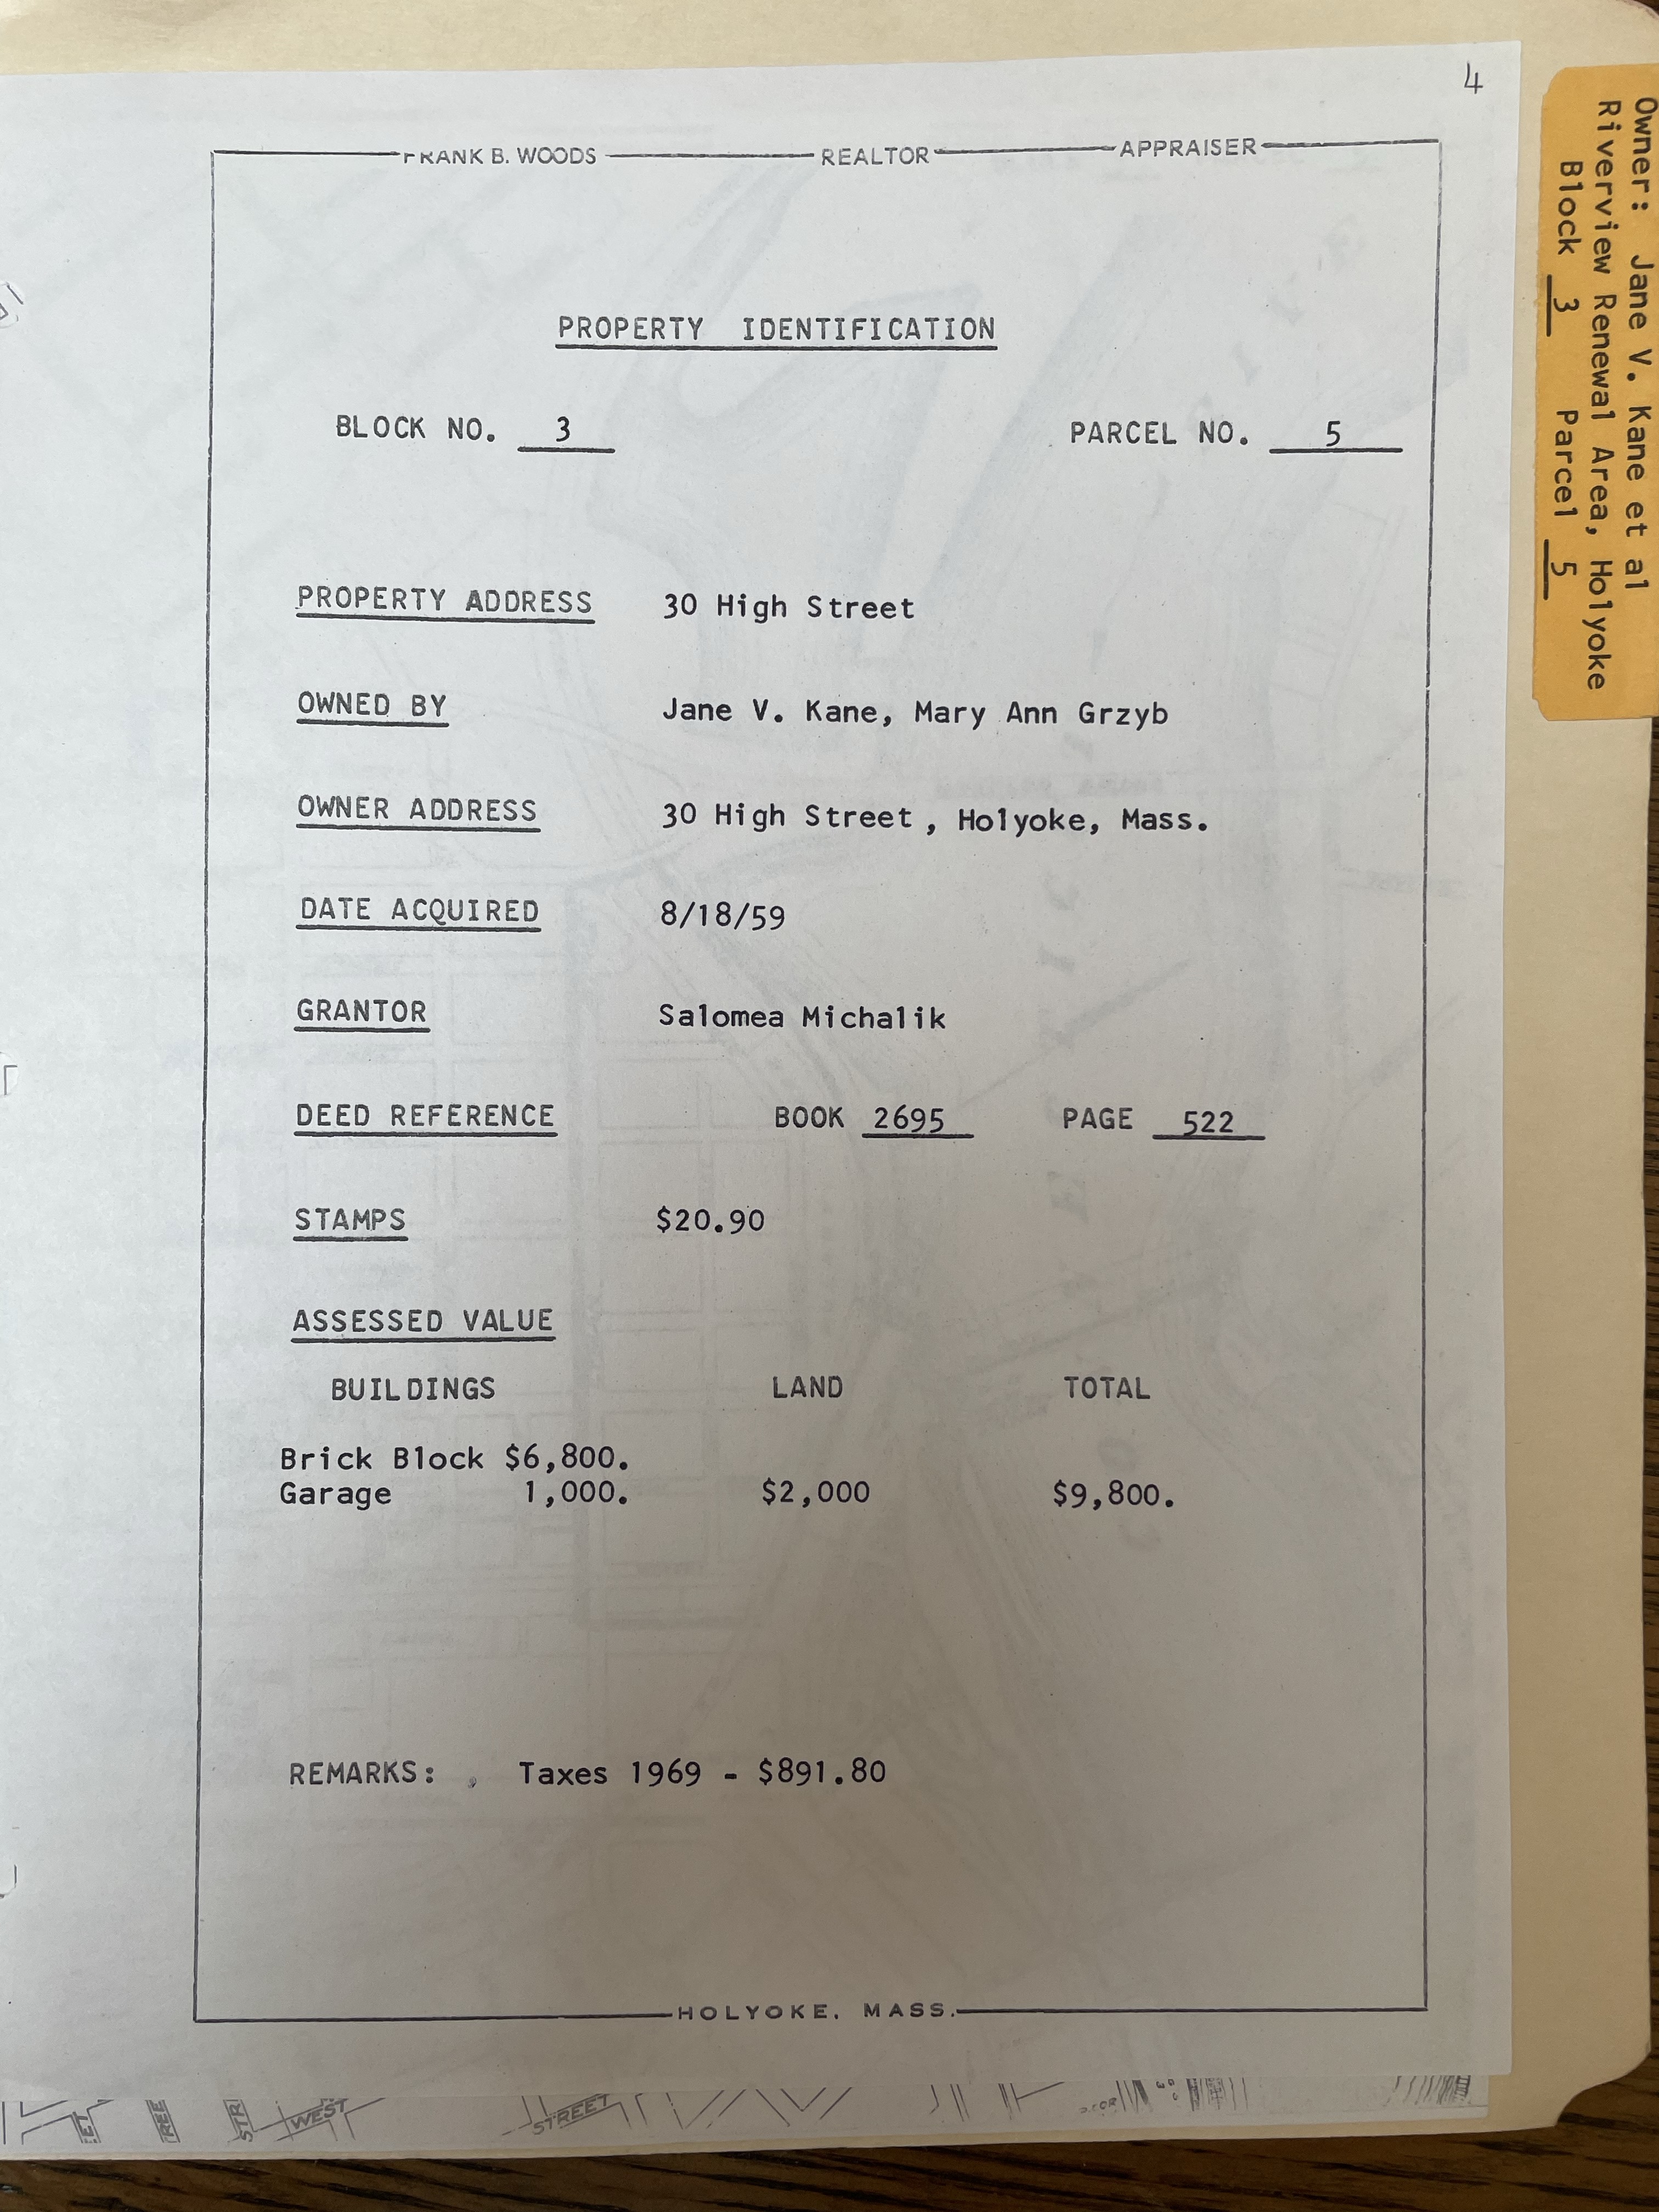 4
FRANK B. WOODS REALTOR APPRAISER
PROPERTY IDENTIFICATION
BLOCK NO. 3 PARCEL NO. 5
PROPERTY ADDRESS 30 High Street
OWNED BY Jane V. Kane, Mary Ann Grzyb
OWNER ADDRESS 30 High Street, Holyoke, Mass.
DATE ACQUIRED 8/18/59
GRANTOR Salomea Michalik
DEED REFERENCE BOOK 2695 PAGE 522
STAMPS $20.90
ASSESSED VALUE
BUILDINGS LAND TOTAL
Brick Block $6,800.
Garage 1,000. $2,000 $9,800.
REMARKS: Taxes 1969 - $891.80
HOLYOKE, MASS.
Owner: Jane V. Kane et al
Riverview Renewal Area, Holyoke
Block 3 Parcel 5
WEST
STREET